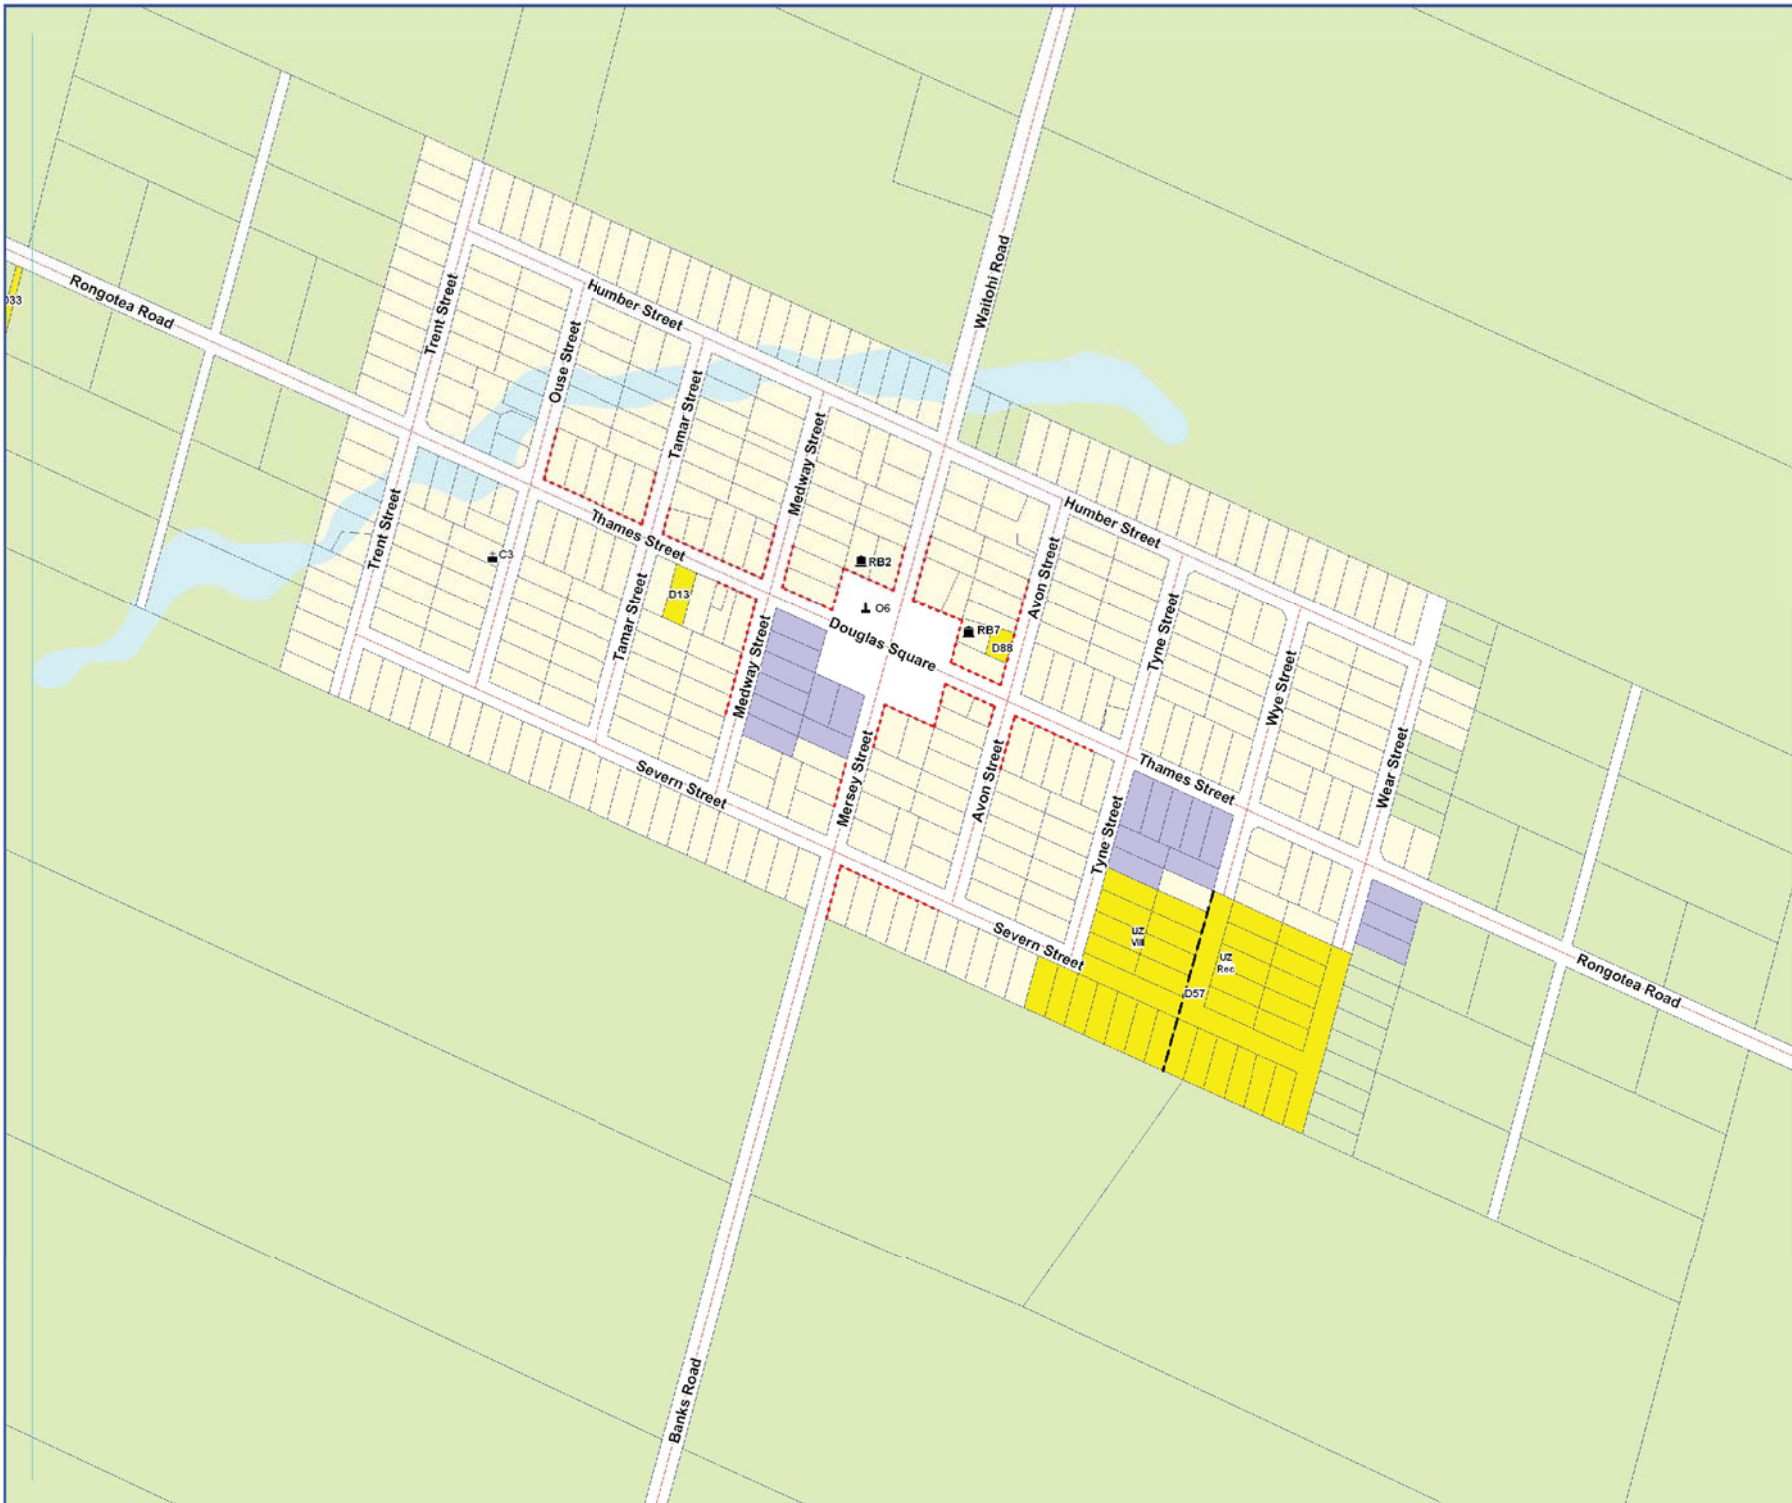 Waitohi Road
Rongotea Road
Trent Street
Humber Street
Ouse Street
Tamar Street
Medway Street
Trent Street
C3
Thames Street
RB2
Humber Street
Avon Street
Tamar Street
D13
O6
Douglas Square
RB7
D88
Tyne Street
Wye Street
Medway Street
Severn Street
Mersey Street
Avon Street
Thames Street
Wear Street
Tyne Street
UZ
Vill
UZ
Rec
D57
Severn Street
Rongotea Road
Banks Road